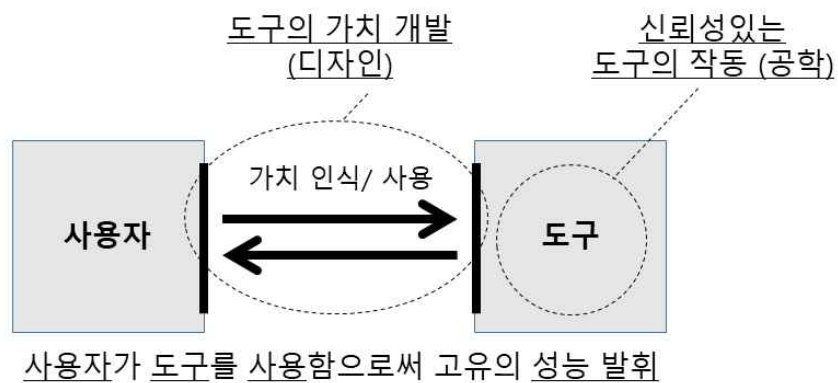 도구의 가치 개발
(디자인)
신뢰성있는
도구의 작동 (공학)
가치 인식/ 사용
사용자
도구
사용자가 도구를 사용함으로써 고유의 성능 발휘